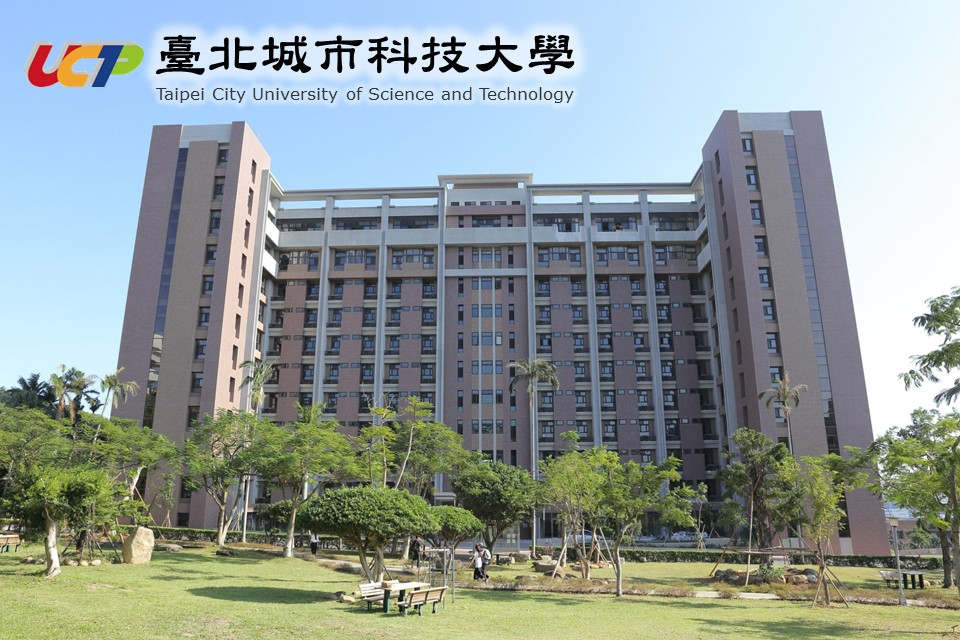 UCT
臺北城市科技大學
Taipei City University of Science and Technology